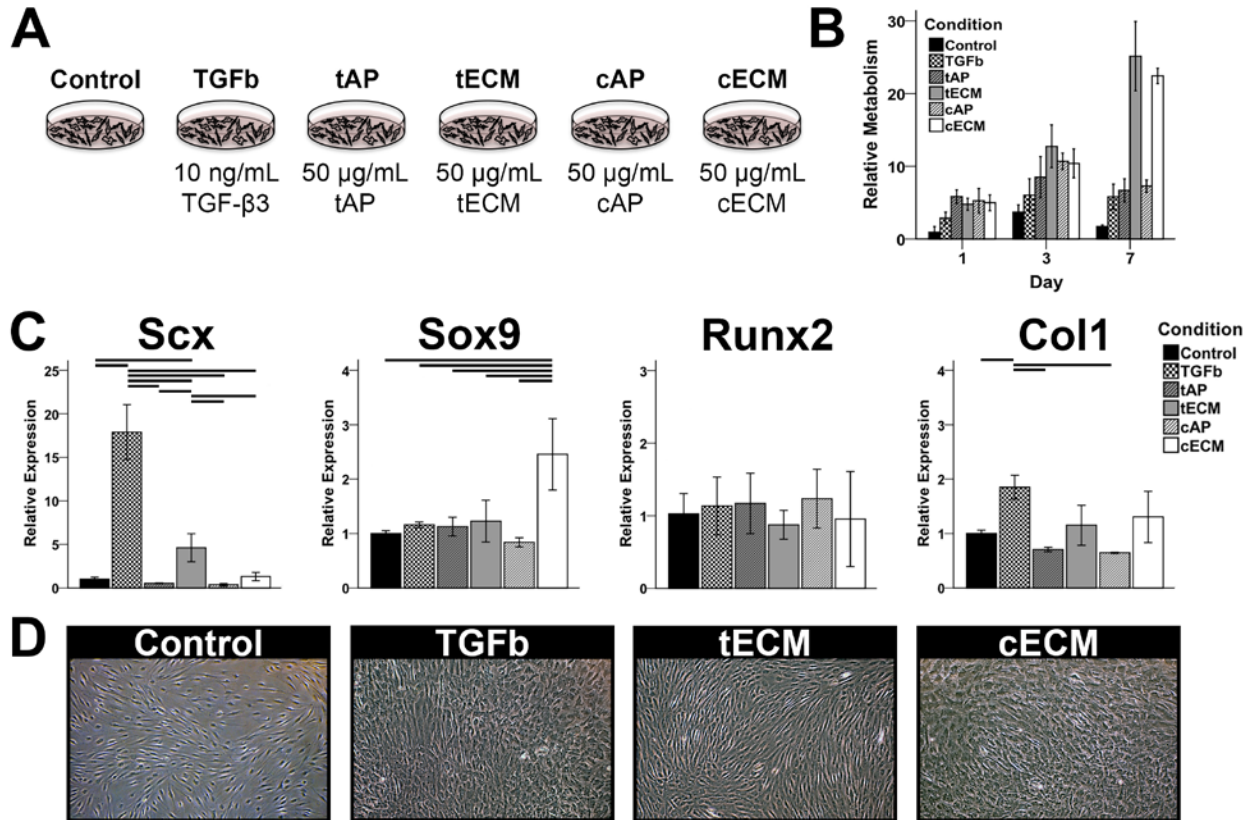 A
Control TGFb tAP tECM cAP cECM
10 ng/mL 50 µg/mL 50 µg/mL 50 µg/mL 50 µg/mL
TGF-β3 tAP tECM cAP cECM
B
Relative Metabolism
30
20
10
0
Condition
Control
TGFb
tAP
tECM
cAP
cECM
1 3 7
Day
C
Scx
Relative Expression
25
20
15
10
5
0
Sox9
Relative Expression
4
3
2
1
0
Runx2
Relative Expression
3
2
1
0
Col1
Relative Expression
4
3
2
1
0
Condition
Control
TGFb
tAP
tECM
cAP
cECM
D
Control TGFb tECM cECM